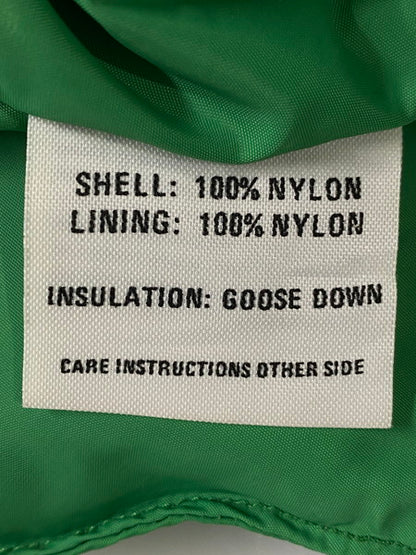 SHELL: 100% NYLON
LINING: 100% NYLON
INSULATION: GOOSE DOWN
CARE INSTRUCTIONS OTHER SIDE